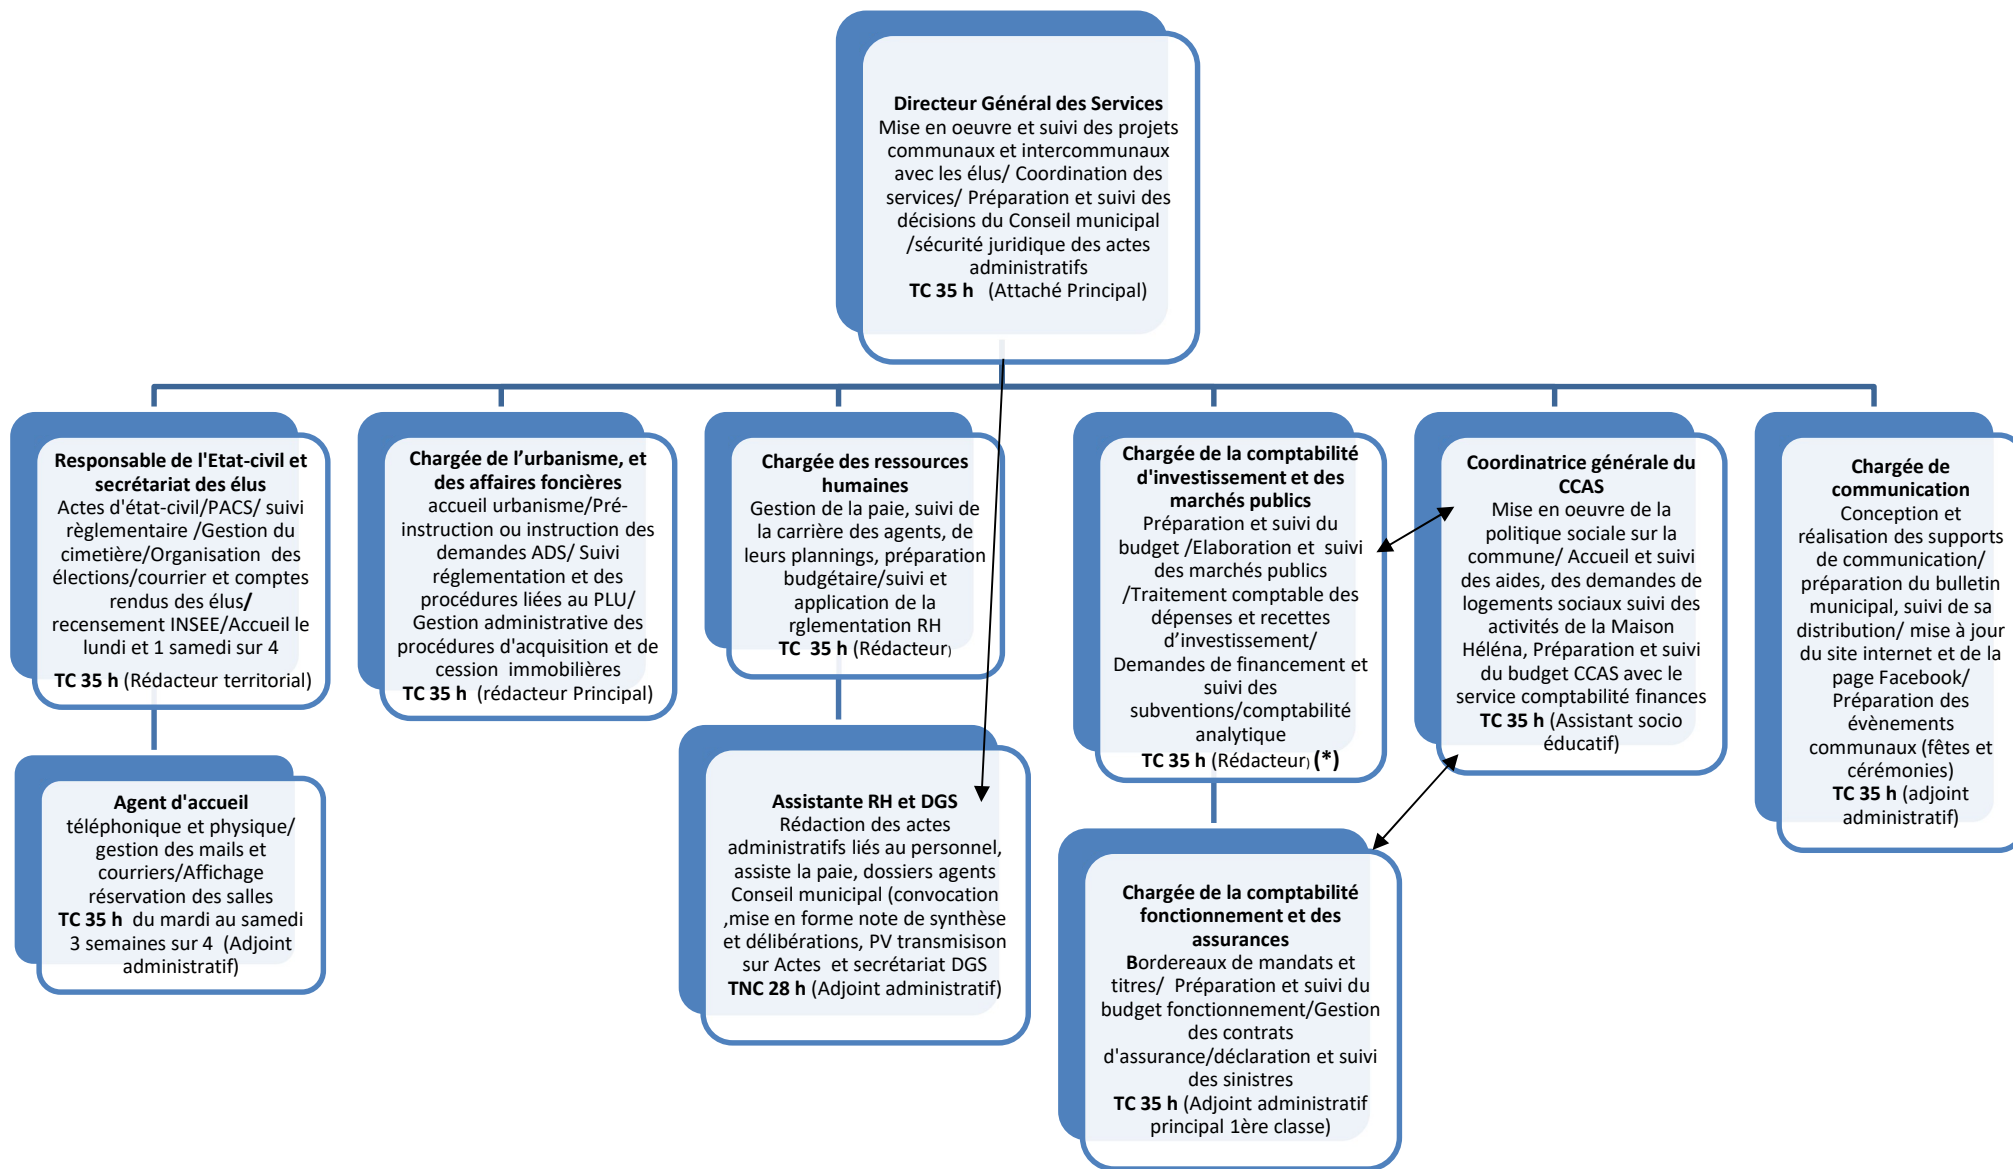 Directeur Général des Services
Mise en oeuvre et suivi des projets
communaux et intercommunaux
avec les élus/ Coordination des
services/ Préparation et suivi des
décisions du Conseil municipal
/sécurité juridique des actes
administratifs
TC 35 h (Attaché Principal)
Responsable de l'Etat-civil et
secrétariat des élus
Actes d'état-civil/PACS/ suivi
règlementaire /Gestion du
cimetière/Organisation des
élections/courrier et comptes
rendus des élus/
recensement INSEE/Accueil le
lundi et 1 samedi sur 4
TC 35 h (Rédacteur territorial)
Chargée de l’urbanisme, et
des affaires foncières
accueil urbanisme/Pré-
instruction ou instruction des
demandes ADS/ Suivi
réglementation et des
procédures liées au PLU/
Gestion administrative des
procédures d'acquisition et de
cession immobilières
TC 35 h (rédacteur Principal)
Chargée des ressources
humaines
Gestion de la paie, suivi de
la carrière des agents, de
leurs plannings, préparation
budgétaire/suivi et
application de la
rglementation RH
TC 35 h (Rédacteur)
Chargée de la comptabilité
d'investissement et des
marchés publics
Préparation et suivi du
budget /Elaboration et suivi
des marchés publics
/Traitement comptable des
dépenses et recettes
d’investissement/
Demandes de financement et
suivi des
subventions/comptabilité
analytique
TC 35 h (Rédacteur) (*)
Coordinatrice générale du
CCAS
Mise en oeuvre de la
politique sociale sur la
commune/ Accueil et suivi
des aides, des demandes de
logements sociaux suivi des
activités de la Maison
Héléna, Préparation et suivi
du budget CCAS avec le
service comptabilité finances
TC 35 h (Assistant socio
éducatif)
Chargée de
communication
Conception et
réalisation des supports
de communication/
préparation du bulletin
municipal, suivi de sa
distribution/ mise à jour
du site internet et de la
page Facebook/
Préparation des
évènements
communaux (fêtes et
cérémonies)
TC 35 h (adjoint
administratif)
Agent d'accueil
téléphonique et physique/
gestion des mails et
courriers/Affichage
réservation des salles
TC 35 h du mardi au samedi
3 semaines sur 4 (Adjoint
administratif)
Assistante RH et DGS
Rédaction des actes
administratifs liés au personnel,
assiste la paie, dossiers agents
Conseil municipal (convocation
,mise en forme note de synthèse
et délibérations, PV transmisison
sur Actes et secrétariat DGS
TNC 28 h (Adjoint administratif)
Chargée de la comptabilité
fonctionnement et des
assurances
Bordereaux de mandats et
titres/ Préparation et suivi du
budget fonctionnement/Gestion
des contrats
d'assurance/déclaration et suivi
des sinistres
TC 35 h (Adjoint administratif
principal 1ère classe)